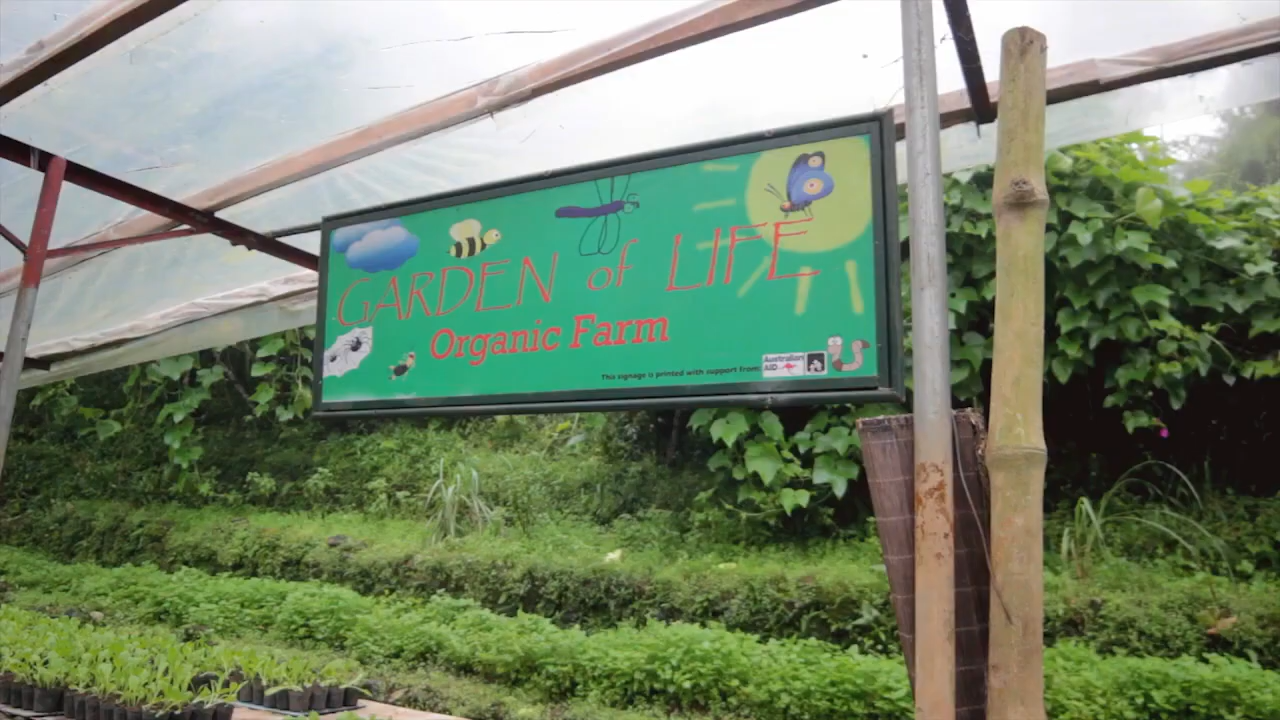 GARDEN of LIFE
Organic Farm
This signage is printed with support from:
Australian
AID